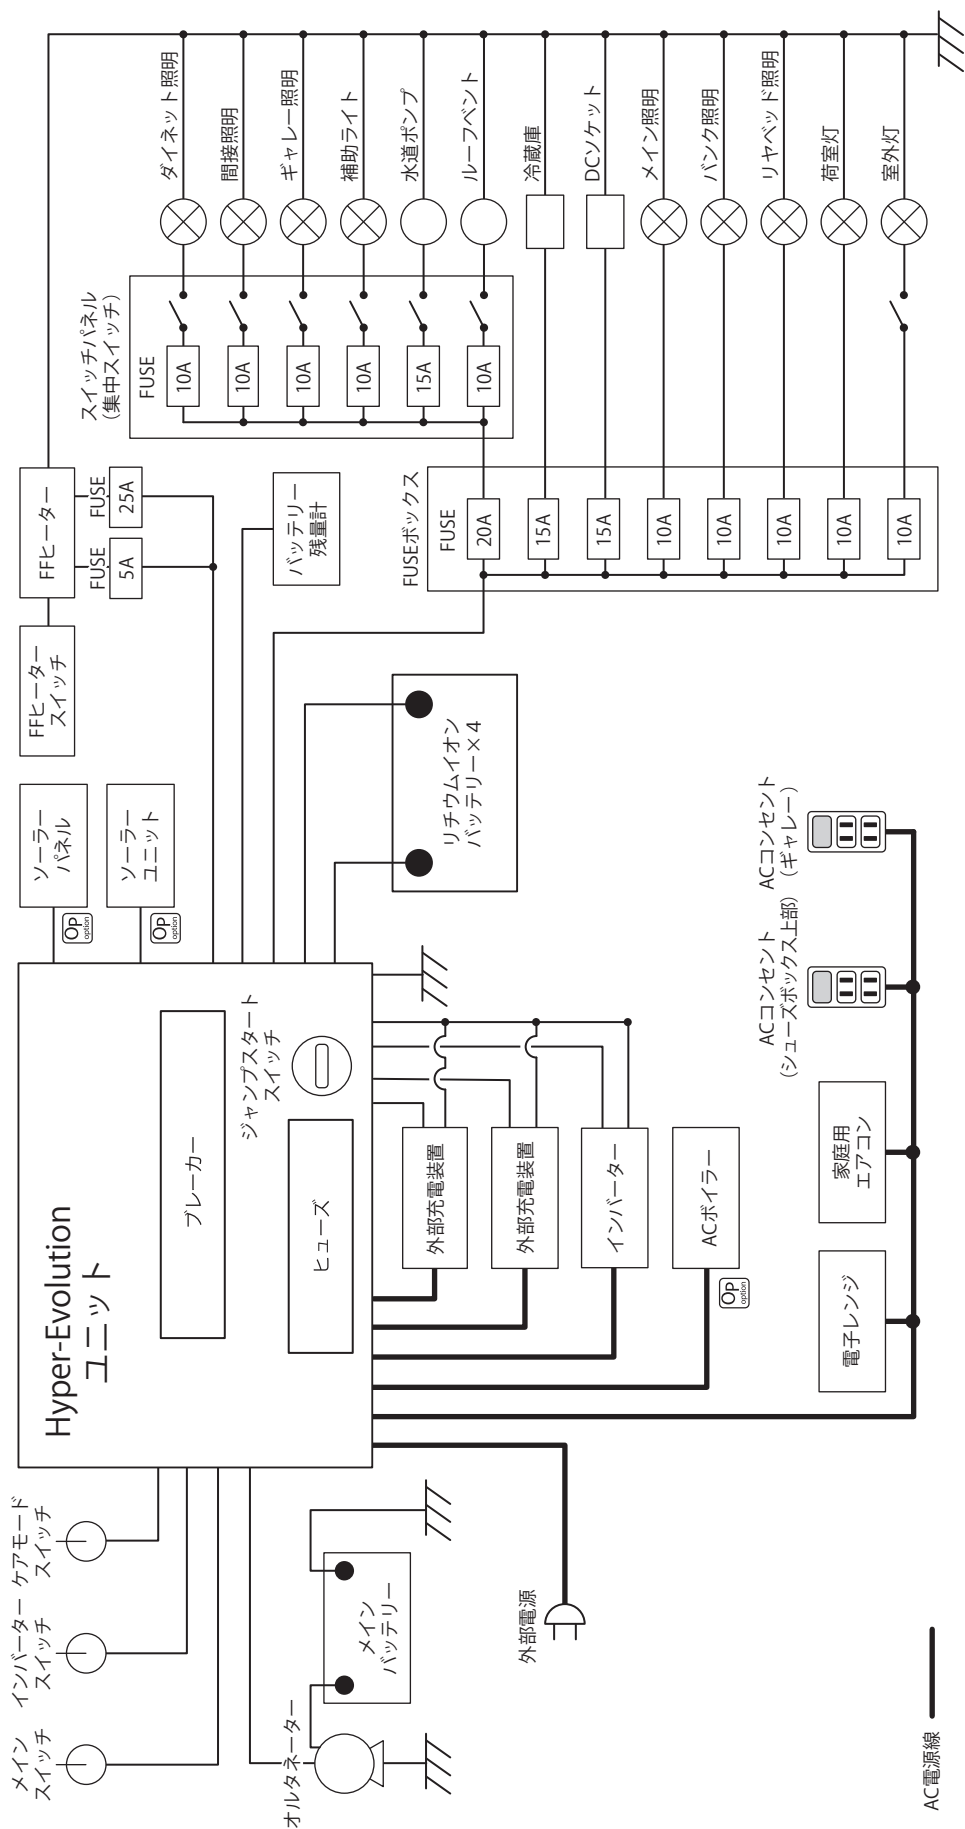 メイン
スイッチ
インバーター
スイッチ
ケアモード
スイッチ
Hyper-Evolution
ユニット
ブレーカー
ヒューズ
ジャンプスタート
スイッチ
ソーラー
パネル
OP
option
ソーラー
ユニット
OP
option
FFヒーター
スイッチ
FFヒーター
FUSE
5A
FUSE
25A
バッテリー
残量計
スイッチパネル
(集中スイッチ)
FUSE
10A
10A
10A
10A
15A
10A
ダイネット照明
間接照明
ギャレー照明
補助ライト
水道ポンプ
ルーフベント
冷蔵庫
DCソケット
メイン照明
バンク照明
リヤベッド照明
荷室灯
室外灯
FUSEボックス
FUSE
20A
15A
15A
10A
10A
10A
10A
10A
リチウムイオン
バッテリー×4
オルタネーター
メイン
バッテリー
外部電源
外部充電装置
外部充電装置
インバーター
ACボイラー
OP
option
電子レンジ
家庭用
エアコン
ACコンセント
(シューズボックス上部)
ACコンセント
(ギャレー)
AC電源線